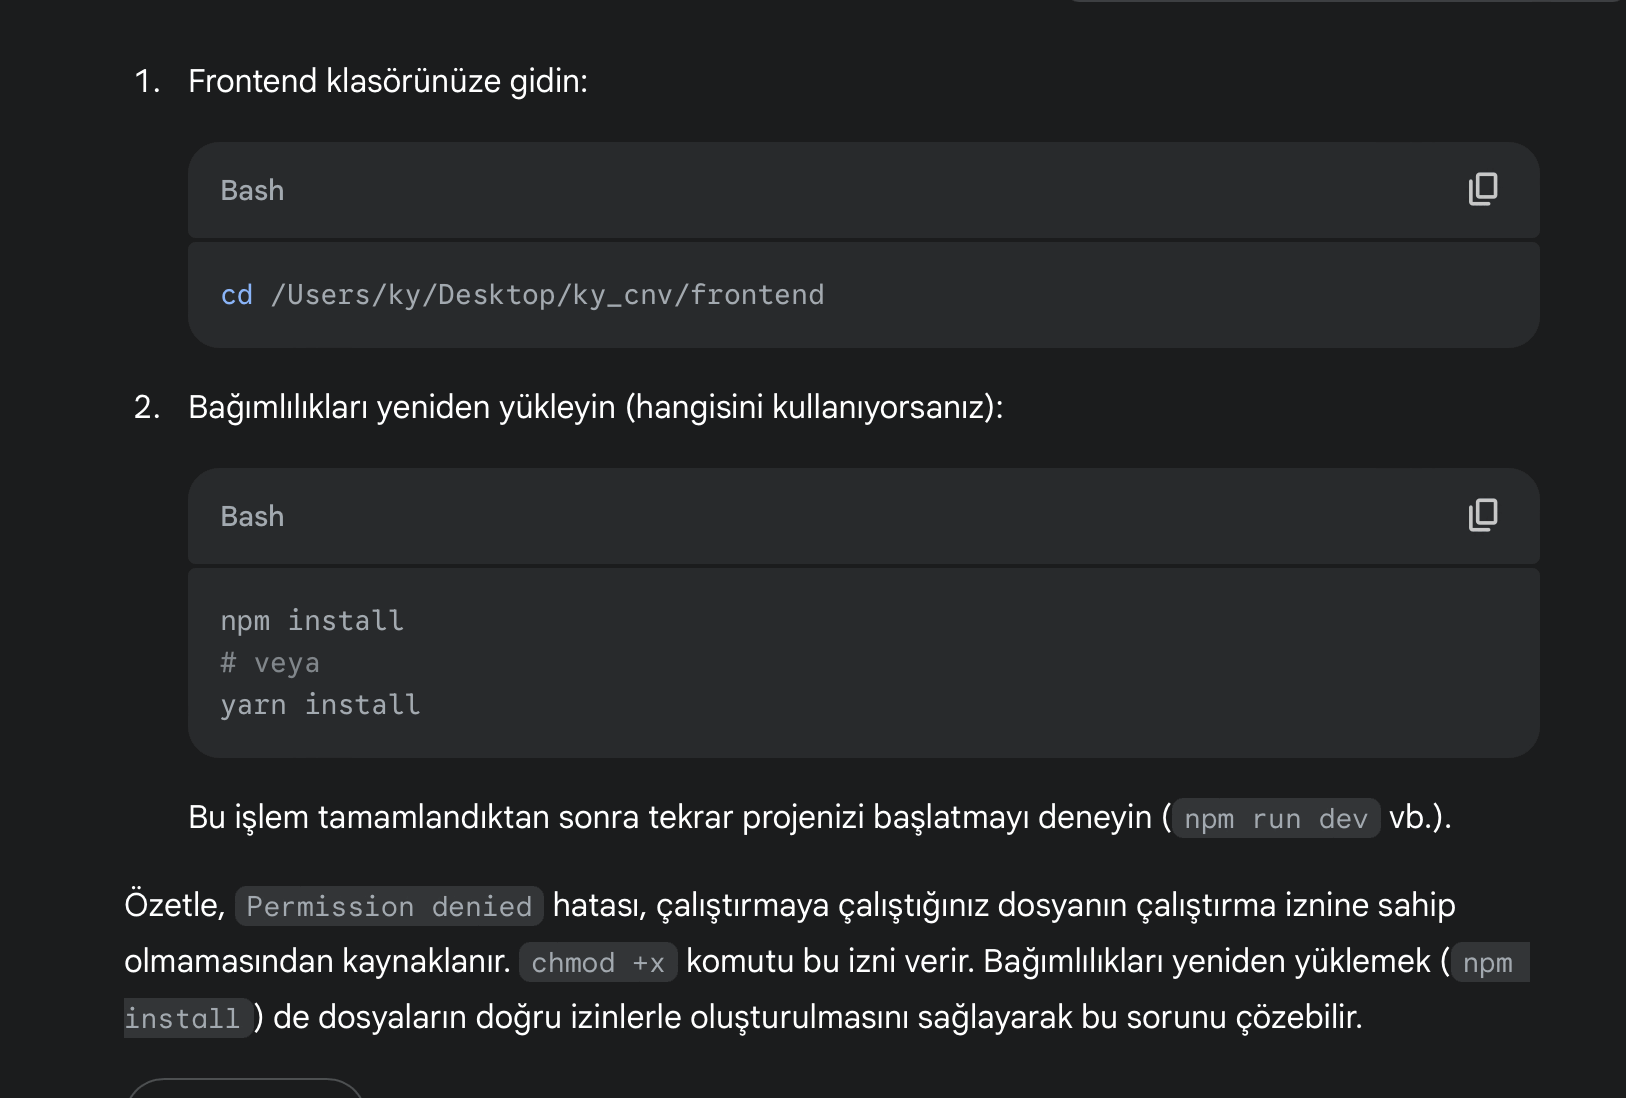 1. Frontend klasörünüze gidin:
Bash
cd /Users/ky/Desktop/ky_cnv/frontend
2. Bağımlılıkları yeniden yükleyin (hangisini kullanıyorsanız):
Bash
npm install
# veya
yarn install
Bu işlem tamamlandıktan sonra tekrar projenizi başlatmayı deneyin ( npm run dev vb.).
Özetle, Permission denied hatası, çalıştırmaya çalıştığınız dosyanın çalıştırma iznine sahip
olmamasından kaynaklanır. chmod +x komutu bu izni verir. Bağımlılıkları yeniden yüklemek ( npm
install ) de dosyaların doğru izinlerle oluşturulmasını sağlayarak bu sorunu çözebilir.